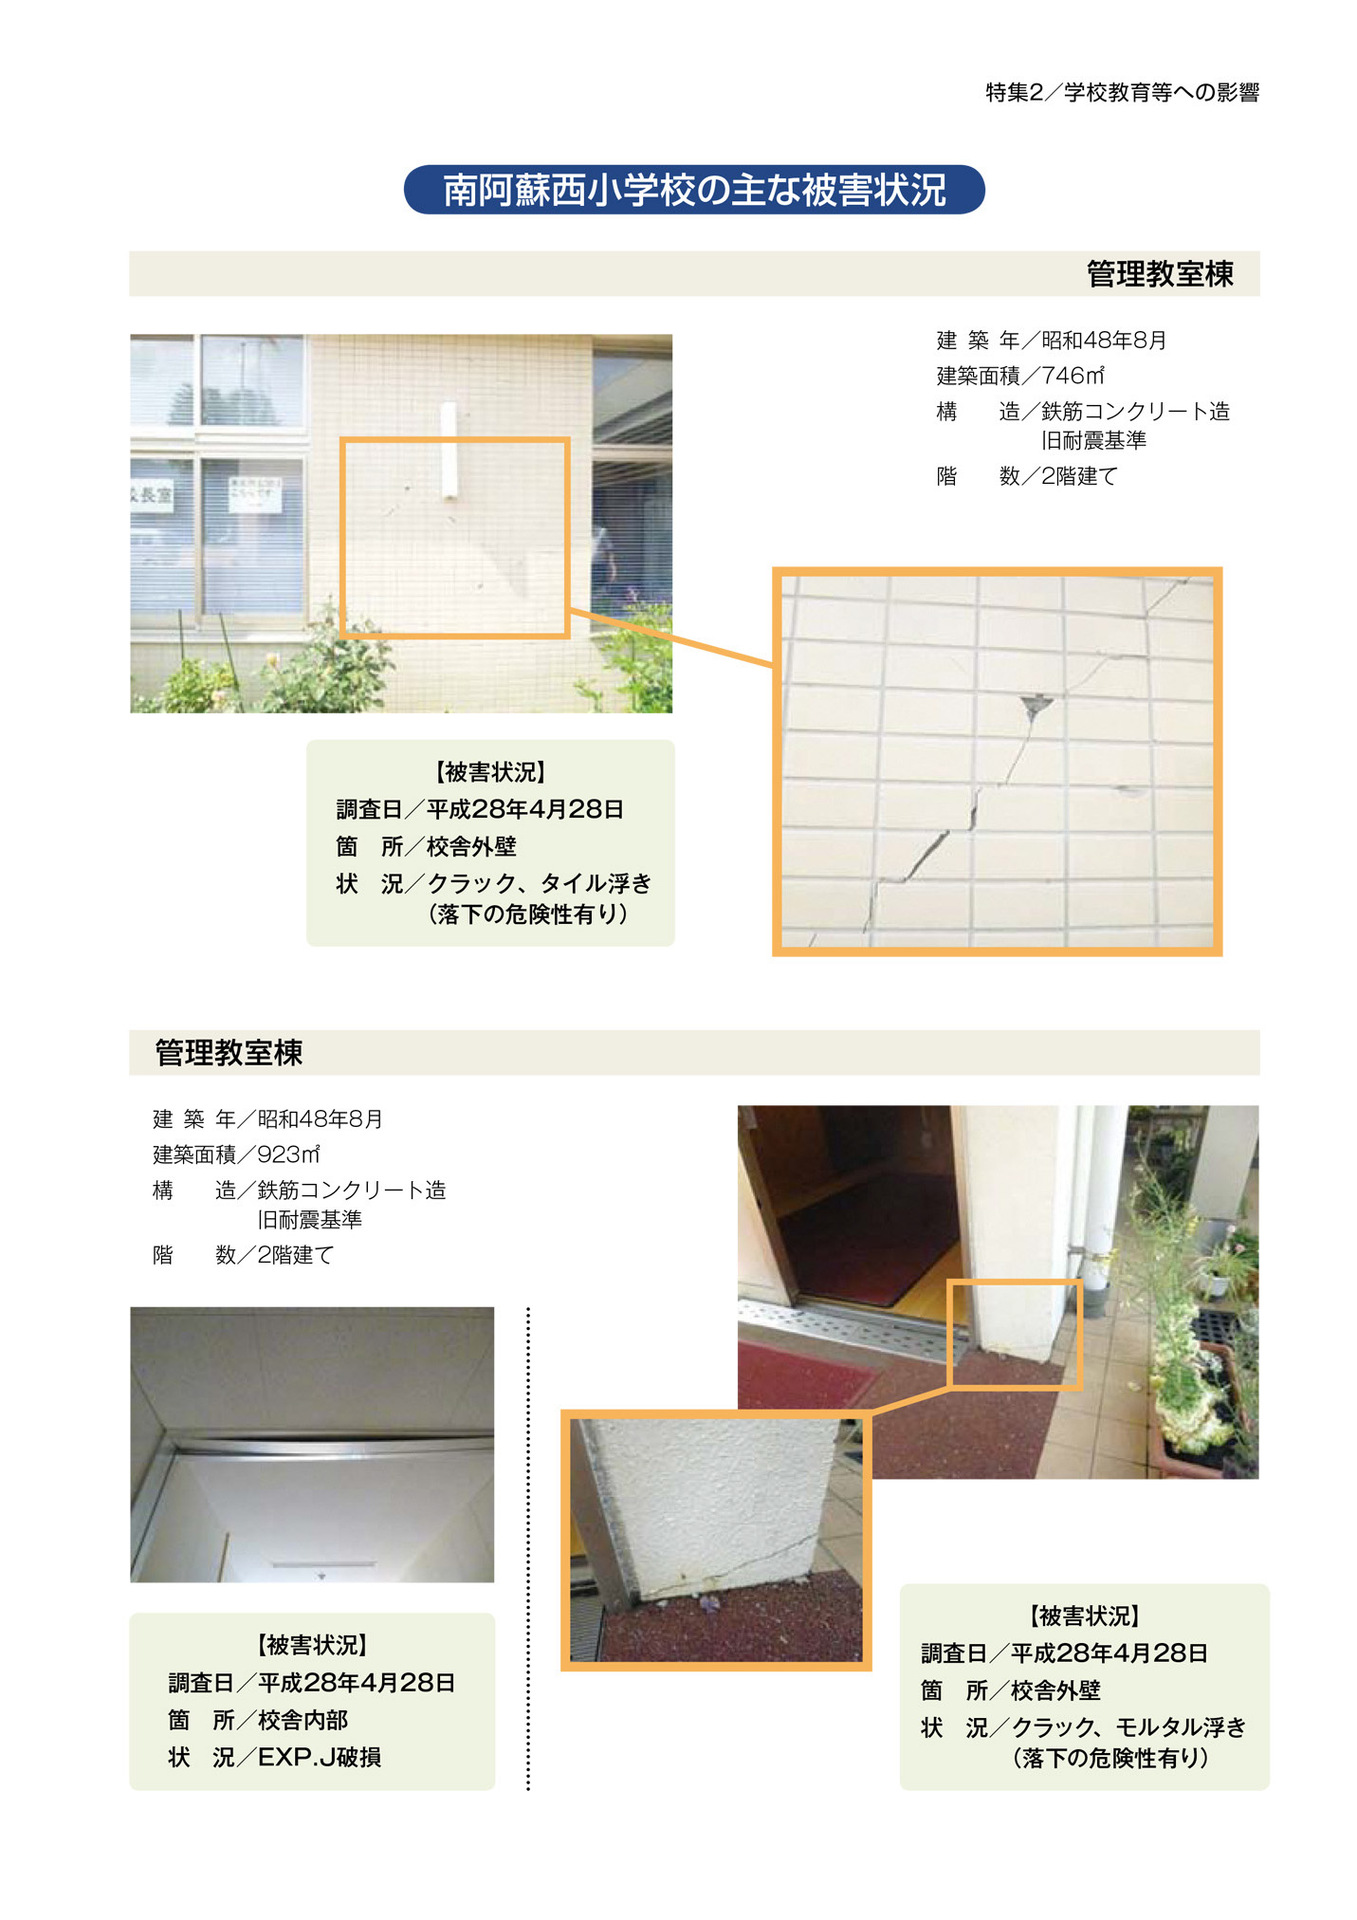 特集2／学校教育等への影響
南阿蘇西小学校の主な被害状況
管理教室棟
建 築 年／昭和48年8月
建築面積／746㎡
構　　造／鉄筋コンクリート造
旧耐震基準
階　　数／2階建て
長室
こちらです
【被害状況】
調査日／平成28年4月28日
箇　所／校舎外壁
状　況／クラック、タイル浮き
（落下の危険性有り）
管理教室棟
建 築 年／昭和48年8月
建築面積／923㎡
構　　造／鉄筋コンクリート造
旧耐震基準
階　　数／2階建て
【被害状況】
調査日／平成28年4月28日
箇　所／校舎内部
状　況／EXP.J破損
【被害状況】
調査日／平成28年4月28日
箇　所／校舎外壁
状　況／クラック、モルタル浮き
（落下の危険性有り）